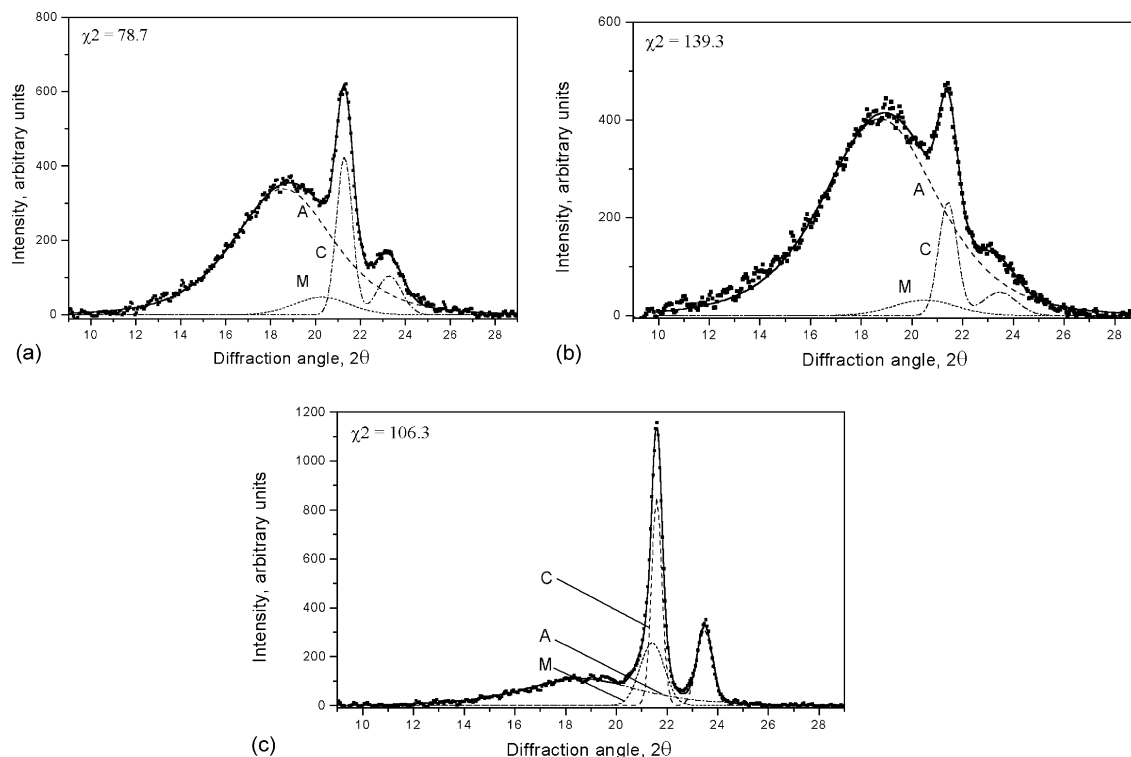 χ2 = 78.7
Intensity, arbitrary units
800
600
400
200
0
A
C
M
10 12 14 16 18 20 22 24 26 28
Diffraction angle, 2θ
(a)
χ2 = 139.3
Intensity, arbitrary units
600
400
200
0
A
C
M
10 12 14 16 18 20 22 24 26 28
Diffraction angle, 2θ
(b)
χ2 = 106.3
Intensity, arbitrary units
1200
1000
800
600
400
200
0
C
A
M
10 12 14 16 18 20 22 24 26 28
Diffraction angle, 2θ
(c)